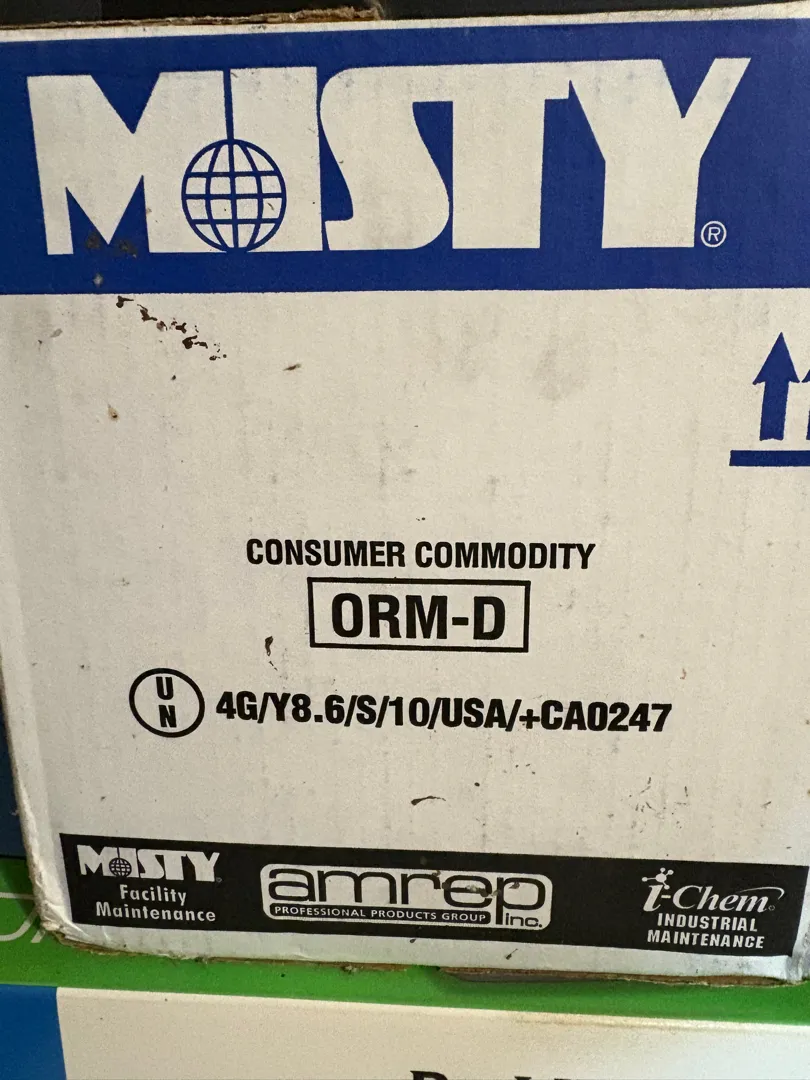 MISTY®
CONSUMER COMMODITY
ORM-D
UN 4G/Y8.6/S/10/USA/+CA0247
MISTY
Facility
Maintenance
amrep inc.
PROFESSIONAL PRODUCTS GROUP
i-Chem
INDUSTRIAL
MAINTENANCE